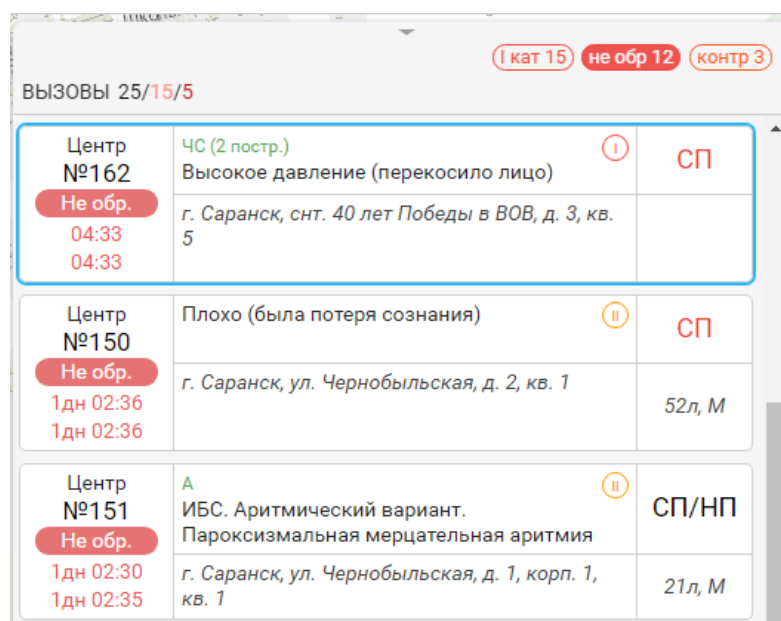 I кат 15 не обр 12 контр 3
ВЫЗОВЫ 25/15/5
Центр
№162
Не обр.
04:33
04:33
ЧС (2 постр.)
I
Высокое давление (перекосило лицо)
СП
г. Саранск, снт. 40 лет Победы в ВОВ, д. 3, кв.
5
Центр
№150
Не обр.
1дн 02:36
1дн 02:36
Плохо (была потеря сознания)
II
СП
г. Саранск, ул. Чернобыльская, д. 2, кв. 1
52л, М
Центр
№151
Не обр.
1дн 02:30
1дн 02:35
А
II
ИБС. Аритмический вариант.
Пароксизмальная мерцательная аритмия
СП/НП
г. Саранск, ул. Чернобыльская, д. 1, корп. 1,
кв. 1
21л, М